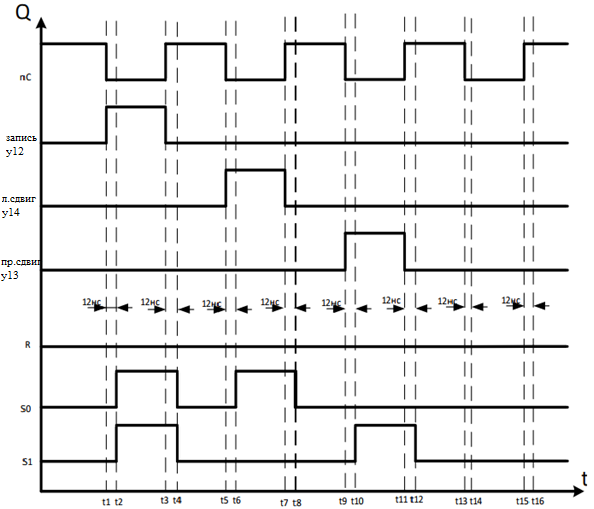 Q
nC
запись
y12
л.сдвиг
y14
пр.сдвиг
y13
12нс 12нс 12нс 12нс 12нс 12нс 12нс 12нс
R
S0
S1
t
t1 t2 t3 t4 t5 t6 t7 t8 t9 t10 t11 t12 t13 t14 t15 t16